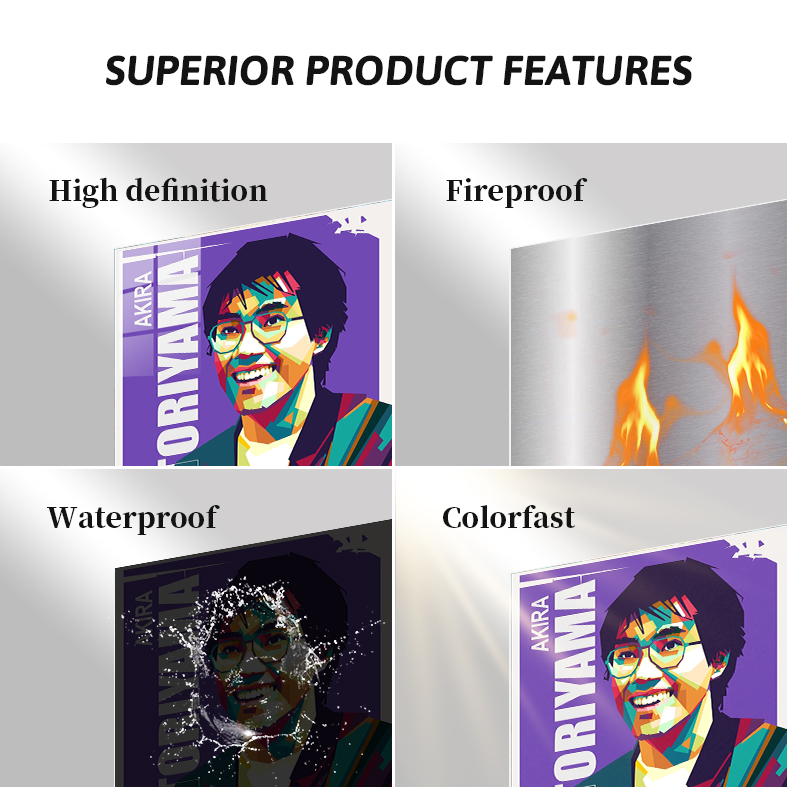 SUPERIOR PRODUCT FEATURES
High definition
Fireproof
AKIRA
TORIYAMA
Waterproof
Colorfast
AKIRA
TORIYAMA
AKIRA
TORIYAMA